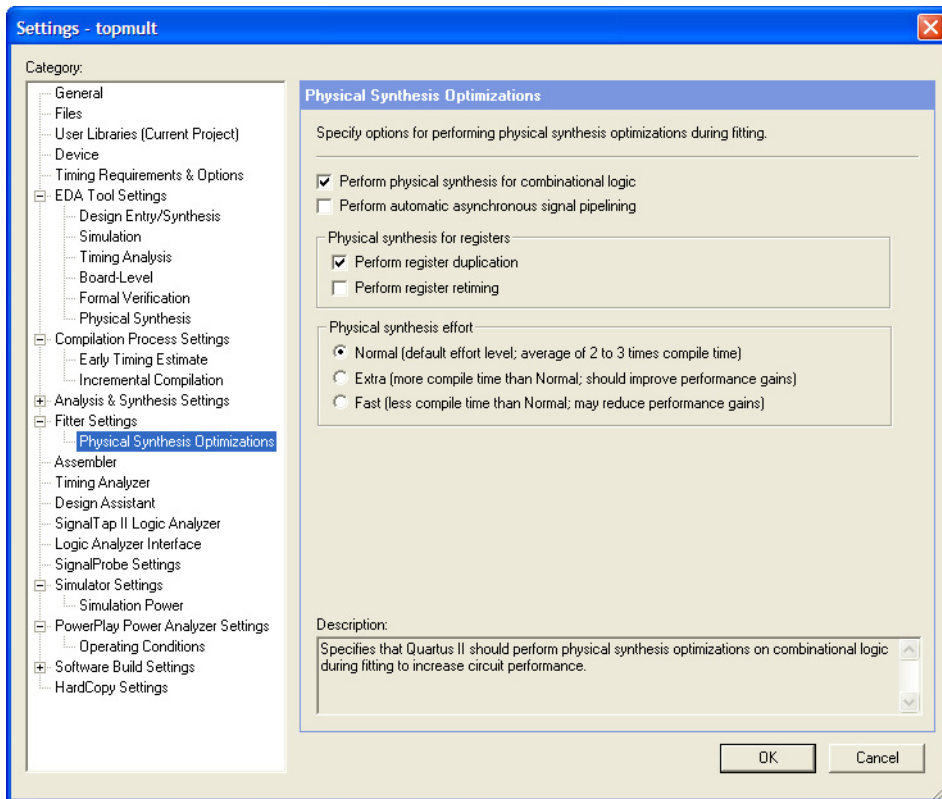 Settings - topmult
Category:
General
Files
User Libraries (Current Project)
Device
Timing Requirements & Options
EDA Tool Settings
Design Entry/Synthesis
Simulation
Timing Analysis
Board-Level
Formal Verification
Physical Synthesis
Compilation Process Settings
Early Timing Estimate
Incremental Compilation
Analysis & Synthesis Settings
Fitter Settings
Physical Synthesis Optimizations
Assembler
Timing Analyzer
Design Assistant
SignalTap II Logic Analyzer
Logic Analyzer Interface
SignalProbe Settings
Simulator Settings
Simulation Power
PowerPlay Power Analyzer Settings
Operating Conditions
Software Build Settings
HardCopy Settings
Physical Synthesis Optimizations
Specify options for performing physical synthesis optimizations during fitting.
Perform physical synthesis for combinational logic
Perform automatic asynchronous signal pipelining
Physical synthesis for registers
Perform register duplication
Perform register retiming
Physical synthesis effort
Normal (default effort level; average of 2 to 3 times compile time)
Extra (more compile time than Normal; should improve performance gains)
Fast (less compile time than Normal; may reduce performance gains)
Description:
Specifies that Quartus II should perform physical synthesis optimizations on combinational logic
during fitting to increase circuit performance.
OK
Cancel